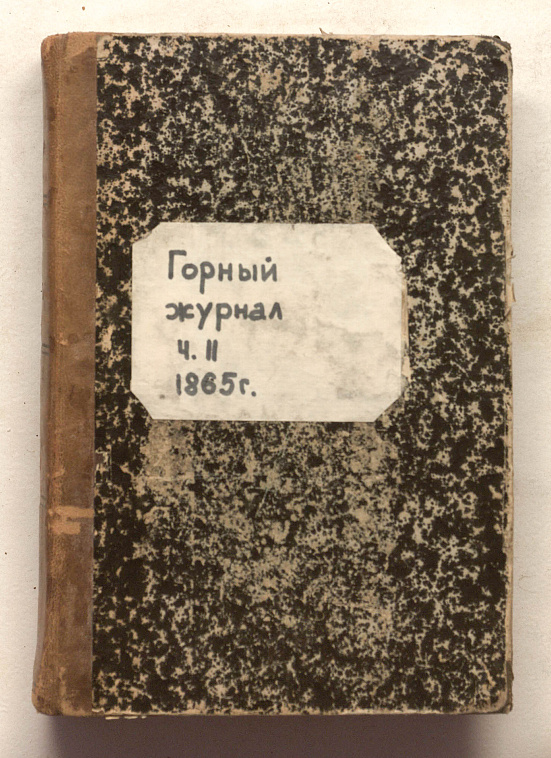 Горный
журнал
ч. II
1865г.